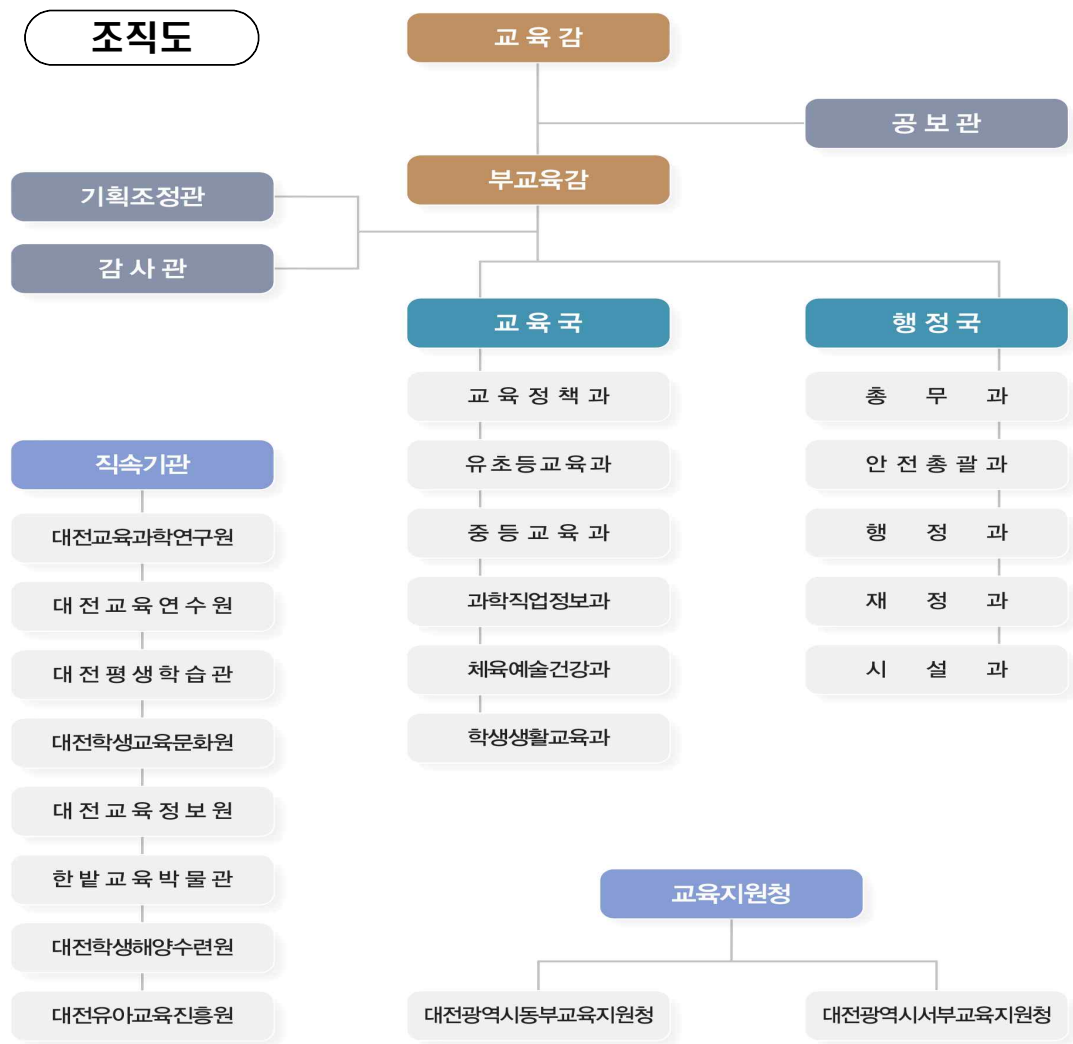 조직도
교육감
공보관
부교육감
기획조정관
감사관
교육국
행정국
교육정책과
유초등교육과
중등교육과
과학직업정보과
체육예술건강과
학생생활교육과
총무과
안전총괄과
행정과
재정과
시설과
직속기관
대전교육과학연구원
대전교육연수원
대전평생학습관
대전학생교육문화원
대전교육정보원
한밭교육박물관
대전학생해양수련원
대전유아교육진흥원
교육지원청
대전광역시동부교육지원청
대전광역시서부교육지원청